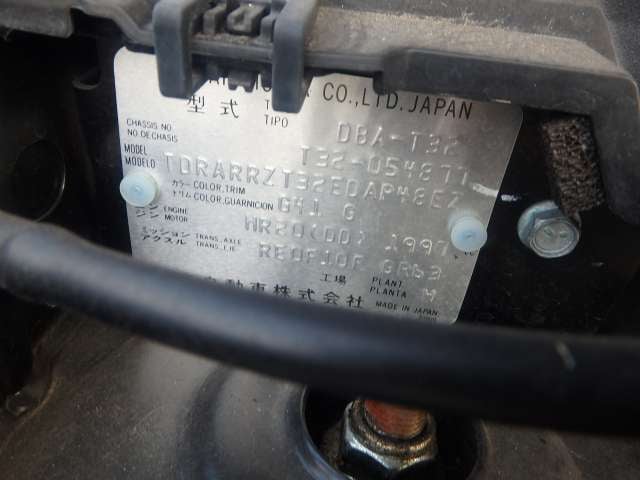 CO.,LTD.JAPAN
型式 TIPO DBA-T32
CHASSIS NO
NO DE CHASIS T32-054877
MODEL
MODELO TDRARRZT32EDAP48EZ
カラー COLOR,TRIM
トリム COLOR,GUARNICION G41 G
エンジン ENGINE MOTOR MR20(DD) 1997
ミッション TRANS,AXLE
アクスル TRANS,EJE RE0F10F GR63
工場 PLANT
PLANTA
自動車株式会社 MADE IN JAPAN